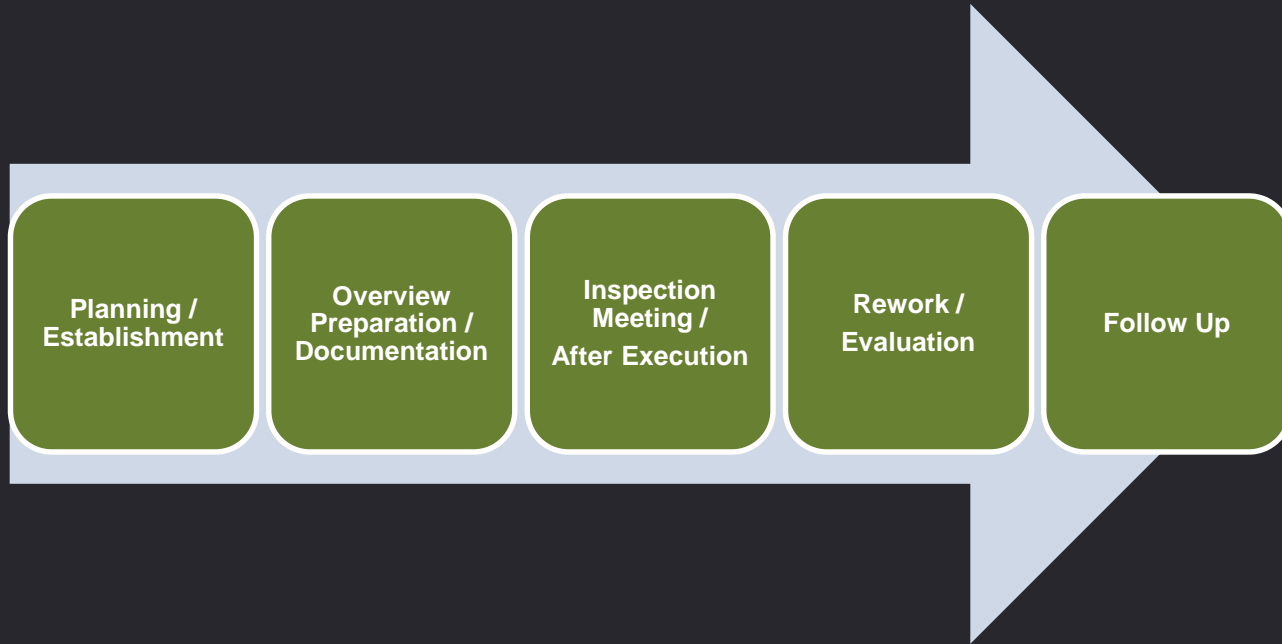 Planning /
Establishment
Overview
Preparation /
Documentation
Inspection
Meeting /
After Execution
Rework /
Evaluation
Follow Up